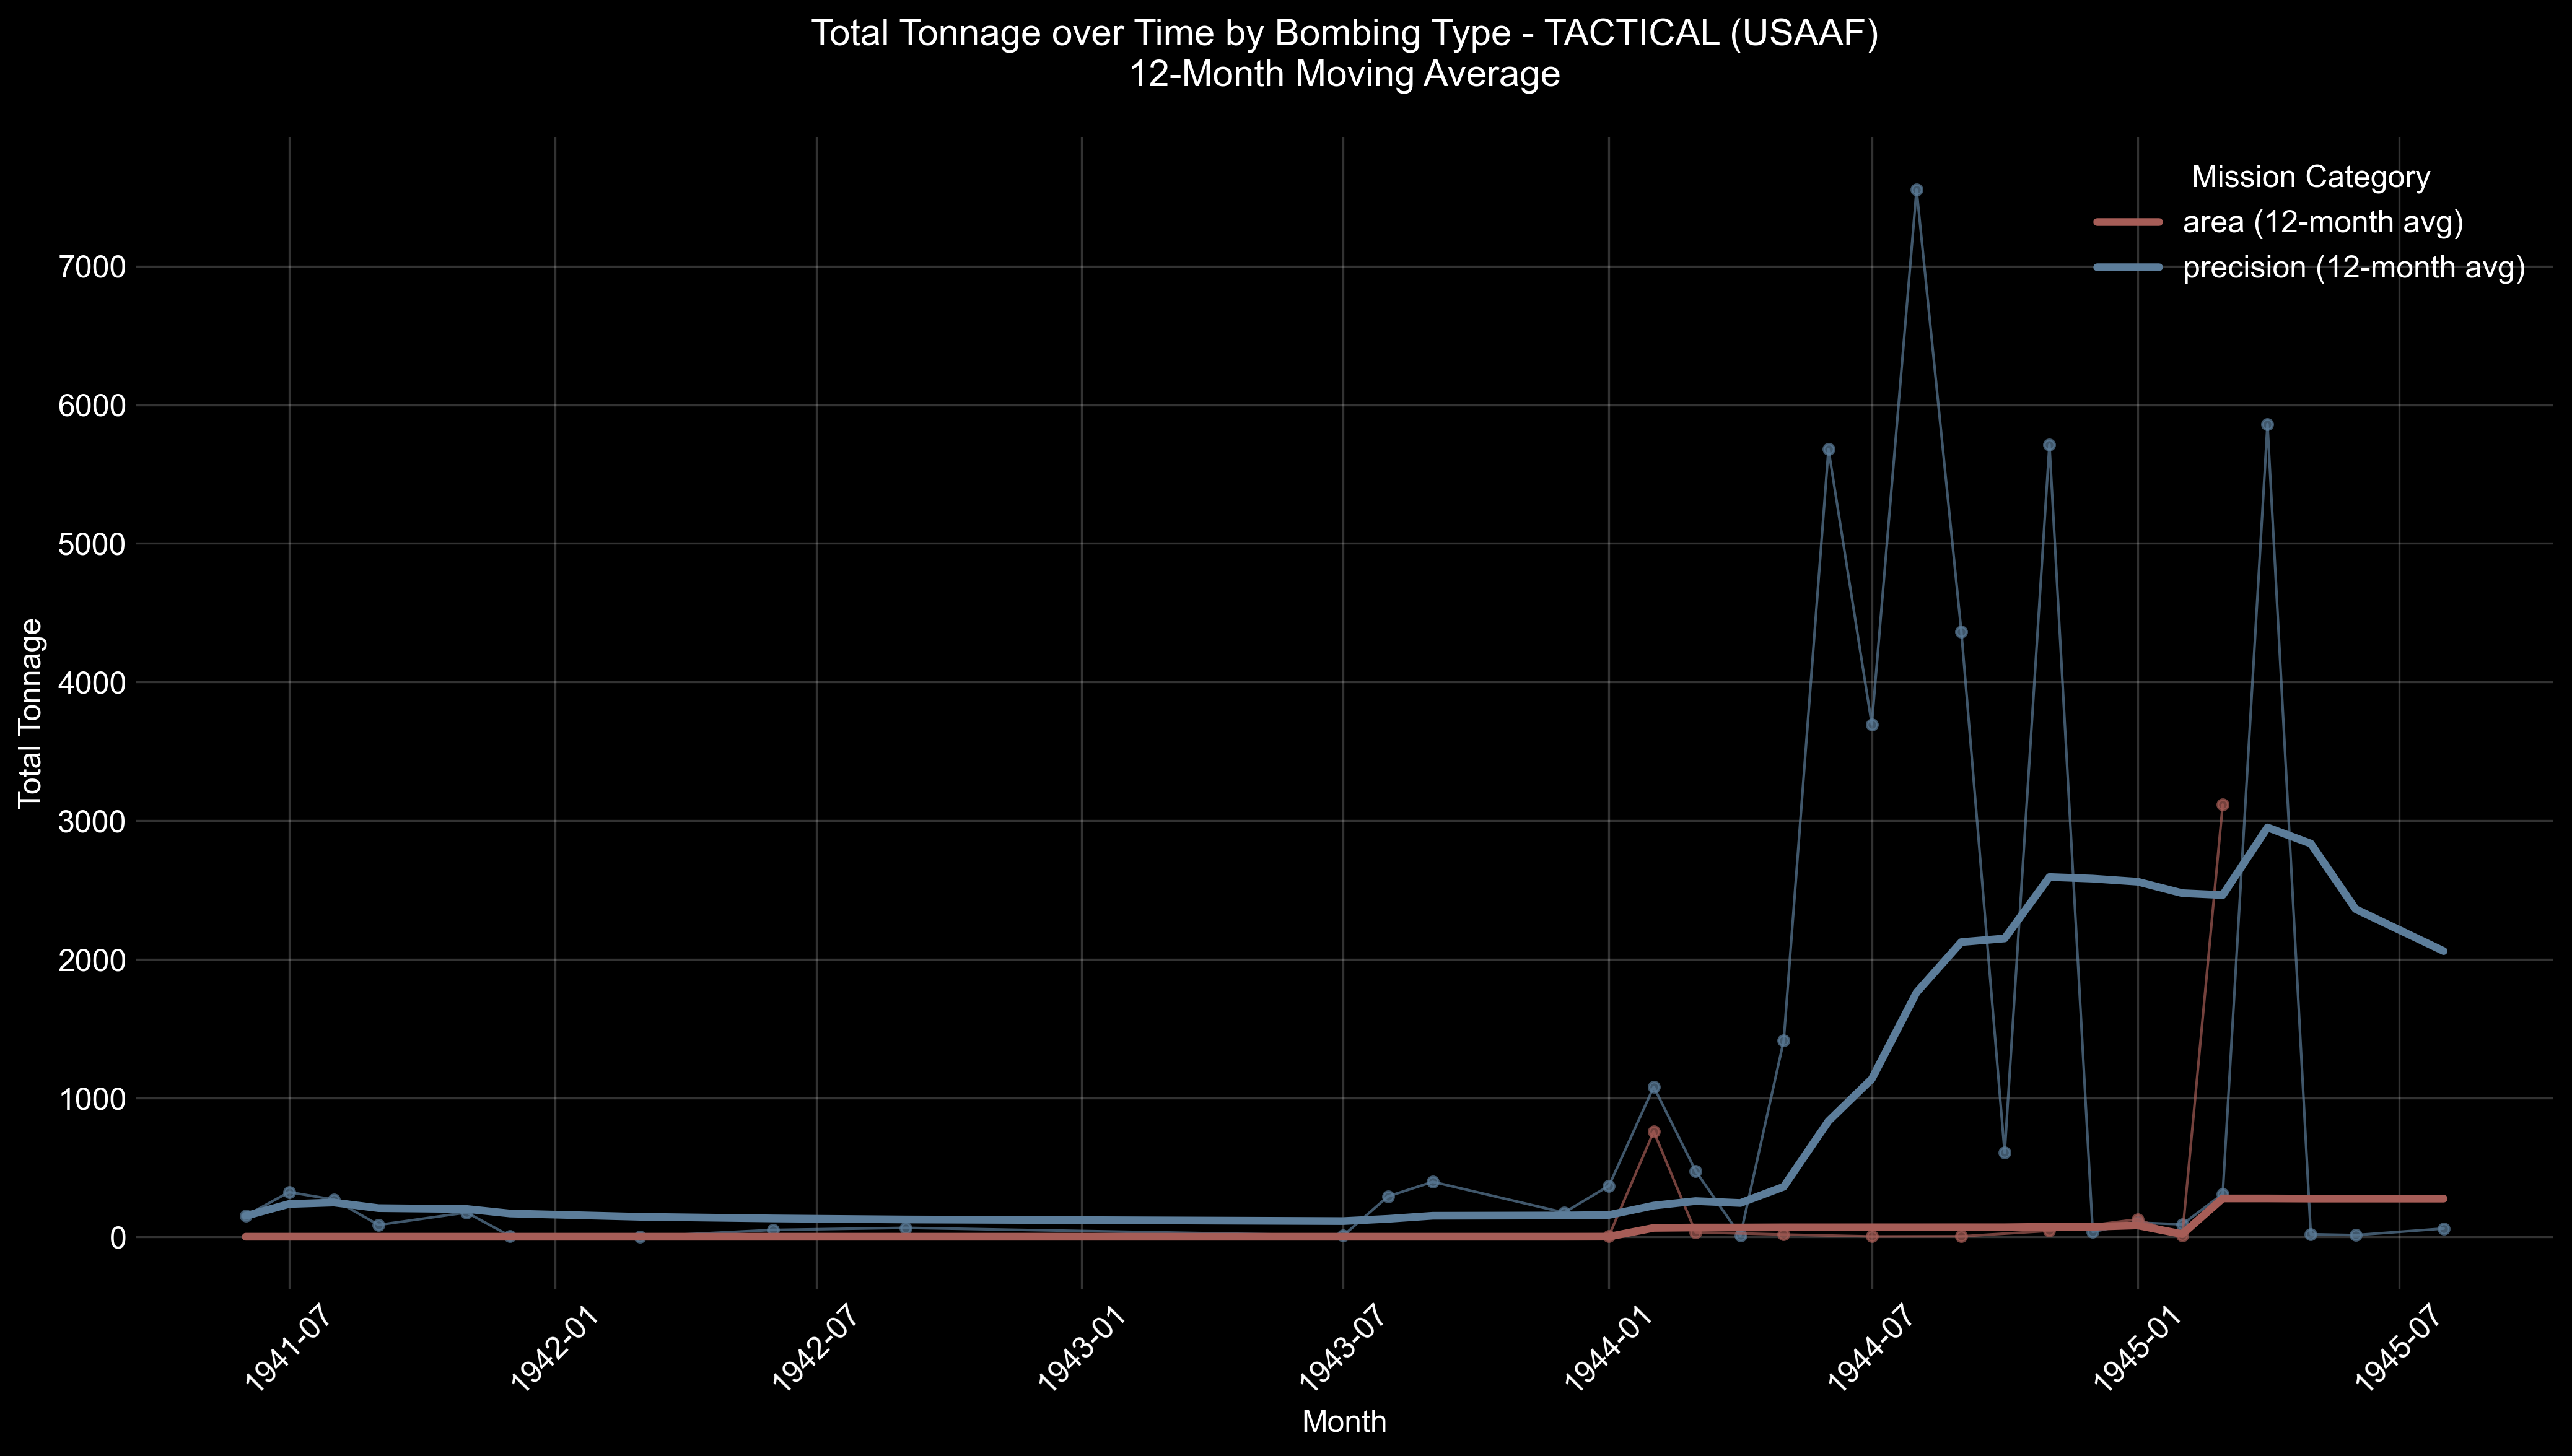 Total Tonnage over Time by Bombing Type - TACTICAL (USAAF)
12-Month Moving Average
Mission Category
area (12-month avg)
precision (12-month avg)
Total Tonnage
7000
6000
5000
4000
3000
2000
1000
0
1941-07
1942-01
1942-07
1943-01
1943-07
1944-01
1944-07
1945-01
1945-07
Month